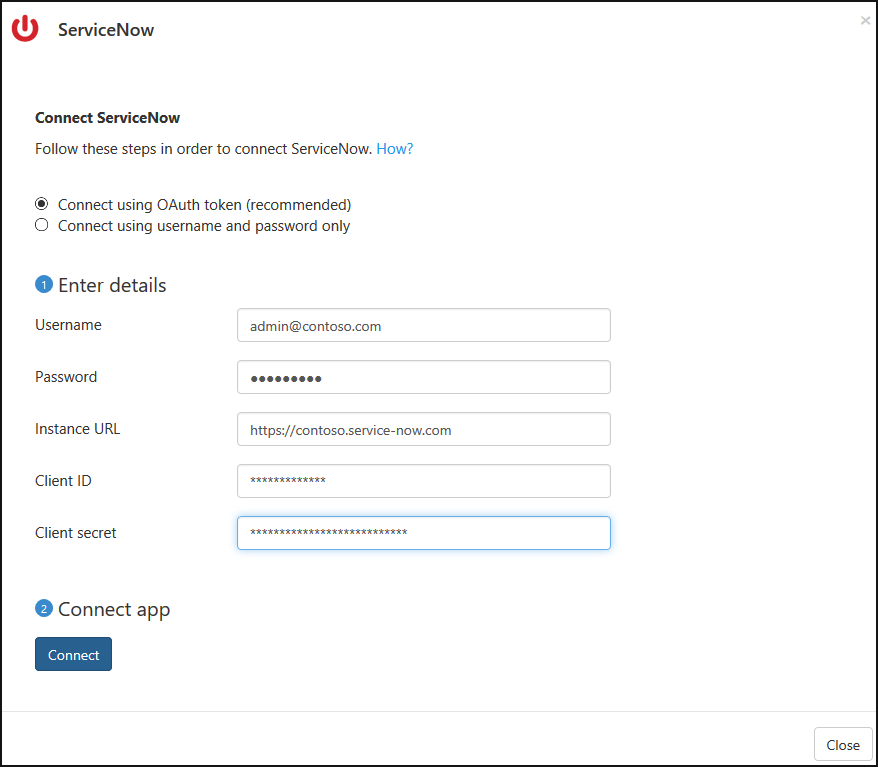 ServiceNow
×
Connect ServiceNow
Follow these steps in order to connect ServiceNow. How?
Connect using OAuth token (recommended)
Connect using username and password only
1 Enter details
Username admin@contoso.com
Password ●●●●●●●●●
Instance URL https://contoso.service-now.com
Client ID *************
Client secret ***************************
2 Connect app
Connect
Close